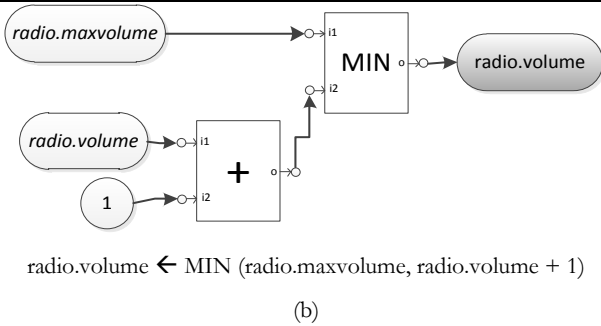 radio.maxvolume
i1
MIN
o
radio.volume
i2
radio.volume
i1
+
o
1
i2
radio.volume ← MIN (radio.maxvolume, radio.volume + 1)
(b)